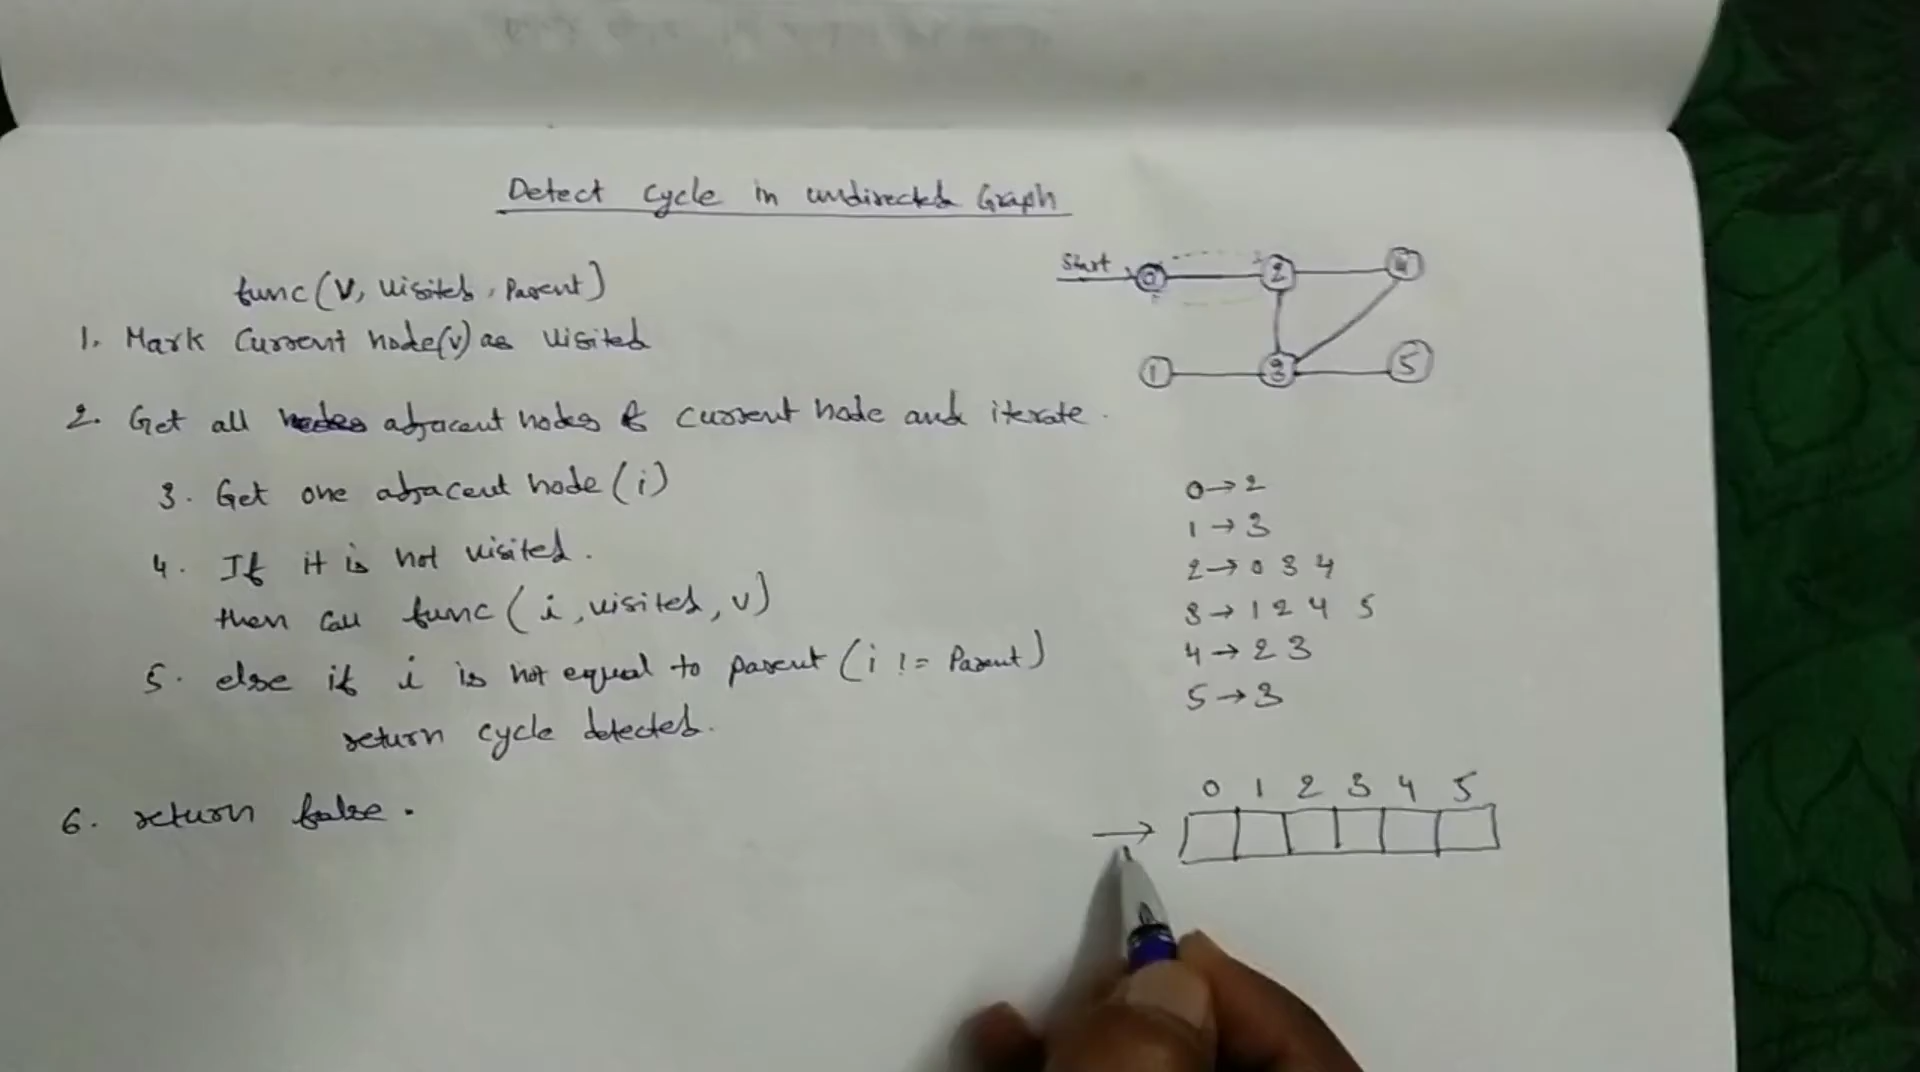 Detect cycle in undirected Graph
func(V, visited, Parent)
1. Mark Current node(v) as visited
2. Get all adjacent nodes of current node and iterate.
3. Get one adjacent node (i)
4. If it is not visited.
then call func(i, visited, v)
5. else if i is not equal to parent (i != Parent)
return cycle detected.
6. return false.
Start
0 2 4
1 3 5
0→2
1→3
2→0 3 4
3→1 2 4 5
4→2 3
5→3
0 1 2 3 4 5